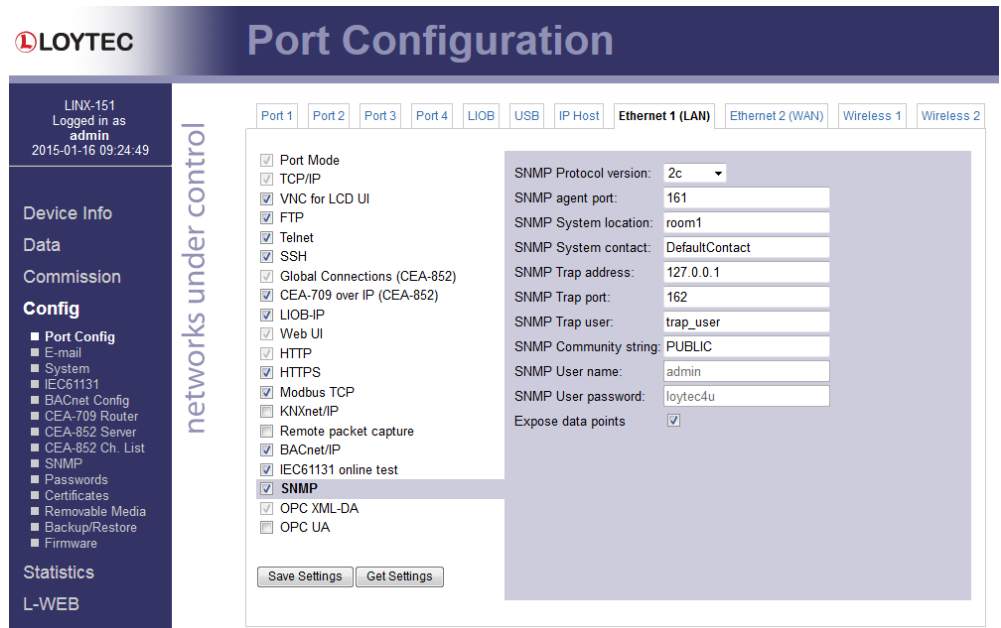 LOYTEC
Port Configuration
LINX-151
Logged in as
admin
2015-01-16 09:24:49
Device Info
Data
Commission
Config
Port Config
E-mail
System
IEC61131
BACnet Config
CEA-709 Router
CEA-852 Server
CEA-852 Ch. List
SNMP
Passwords
Certificates
Removable Media
Backup/Restore
Firmware
Statistics
L-WEB
networks under control
Port 1 Port 2 Port 3 Port 4 LIOB USB IP Host Ethernet 1 (LAN) Ethernet 2 (WAN) Wireless 1 Wireless 2
Port Mode
TCP/IP
VNC for LCD UI
FTP
Telnet
SSH
Global Connections (CEA-852)
CEA-709 over IP (CEA-852)
LIOB-IP
Web UI
HTTP
HTTPS
Modbus TCP
KNXnet/IP
Remote packet capture
BACnet/IP
IEC61131 online test
SNMP
OPC XML-DA
OPC UA
Save Settings Get Settings
SNMP Protocol version: 2c
SNMP agent port: 161
SNMP System location: room1
SNMP System contact: DefaultContact
SNMP Trap address: 127.0.0.1
SNMP Trap port: 162
SNMP Trap user: trap_user
SNMP Community string: PUBLIC
SNMP User name: admin
SNMP User password: loytec4u
Expose data points